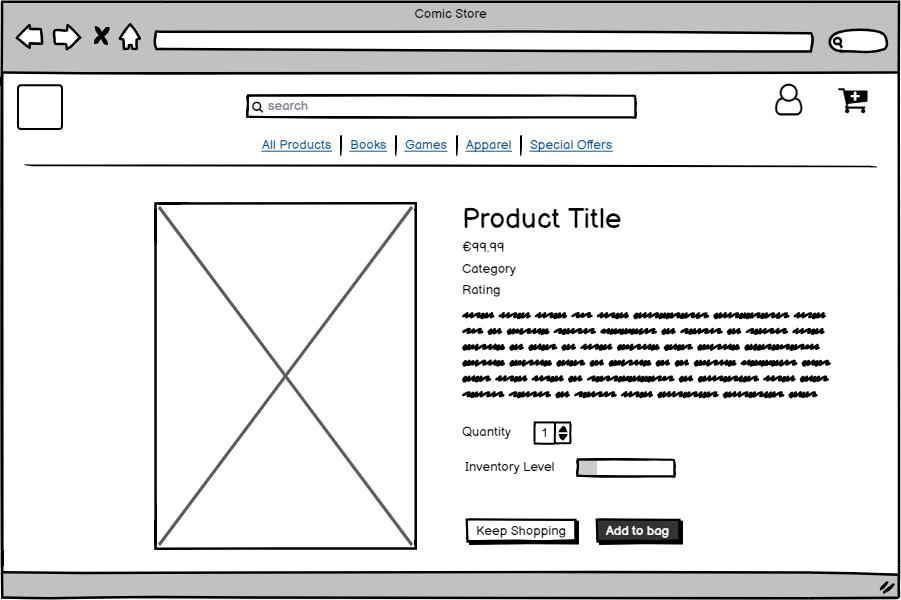 Comic Store
search
All Products Books Games Apparel Special Offers
Product Title
€99.99
Category
Rating
Quantity 1
Inventory Level
Keep Shopping Add to bag